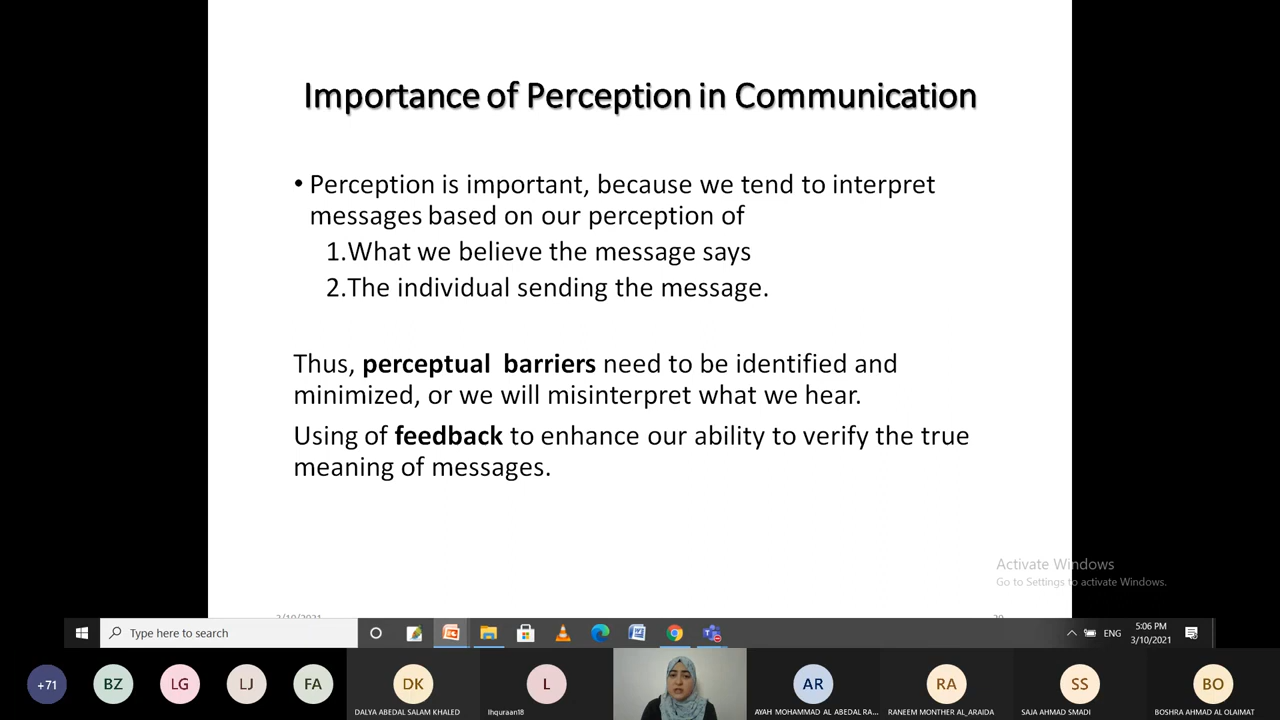 Importance of Perception in Communication
• Perception is important, because we tend to interpret
messages based on our perception of
1.What we believe the message says
2.The individual sending the message.
Thus, perceptual barriers need to be identified and
minimized, or we will misinterpret what we hear.
Using of feedback to enhance our ability to verify the true
meaning of messages.
Activate Windows
Go to Settings to activate Windows.
3/10/2021
Type here to search
ENG
5:06 PM
3/10/2021
+71
BZ
LG
LJ
FA
DK
DALYA ABEDAL SALAM KHALED
L
lhquraan18
AR
AYAH MOHAMMAD AL ABEDAL RA...
RA
RANEEM MONTHER AL_ARAIDA
SS
SAJA AHMAD SMADI
BO
BOSHRA AHMAD AL OLAIMAT